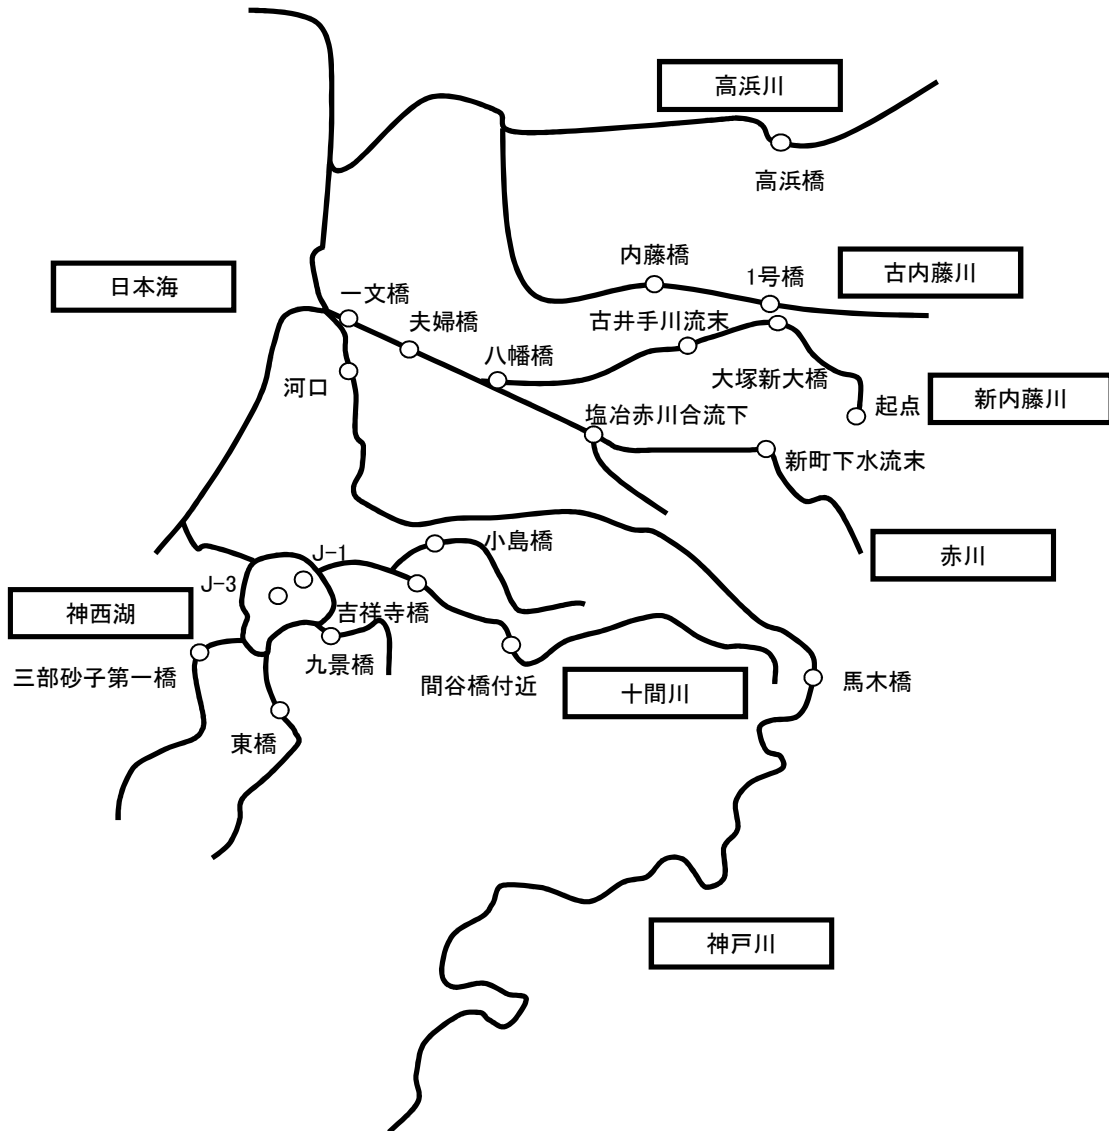 高浜川
高浜橋
内藤橋
古内藤川
1号橋
日本海
一文橋
古井手川流末
夫婦橋
八幡橋
大塚新大橋
河口
起点
新内藤川
塩冶赤川合流下
新町下水流末
小島橋
赤川
J-1
J-3
神西湖
吉祥寺橋
九景橋
三部砂子第一橋
間谷橋付近
十間川
馬木橋
東橋
神戸川